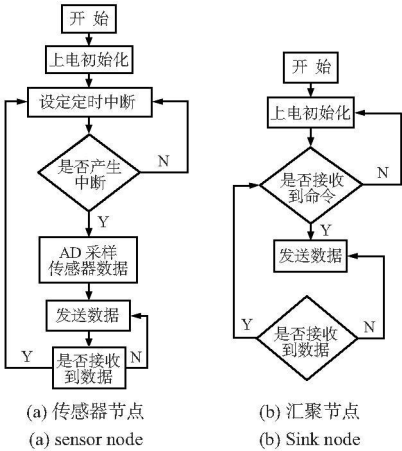 开 始
上电初始化
设定定时中断
是否产生
中断
N
Y
AD 采样
传感器数据
发送数据
Y
是否接收
到数据
N
(a) 传感器节点
(a) sensor node
开 始
上电初始化
是否接收
到命令
N
Y
发送数据
Y
是否接收
到数据
N
(b) 汇聚节点
(b) Sink node